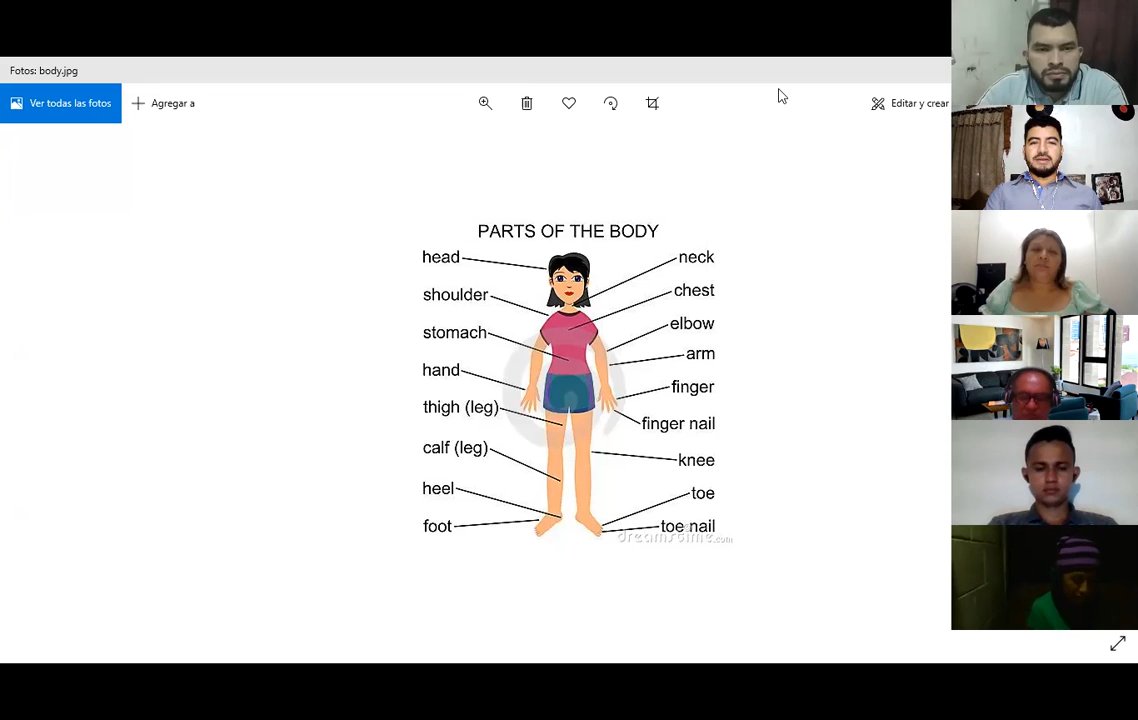 Fotos: body.jpg
Ver todas las fotos
Agregar a
Editar y crear
PARTS OF THE BODY
head
neck
shoulder
chest
stomach
elbow
arm
hand
finger
thigh (leg)
finger nail
calf (leg)
knee
heel
toe
foot
toe nail
dreamstime.com